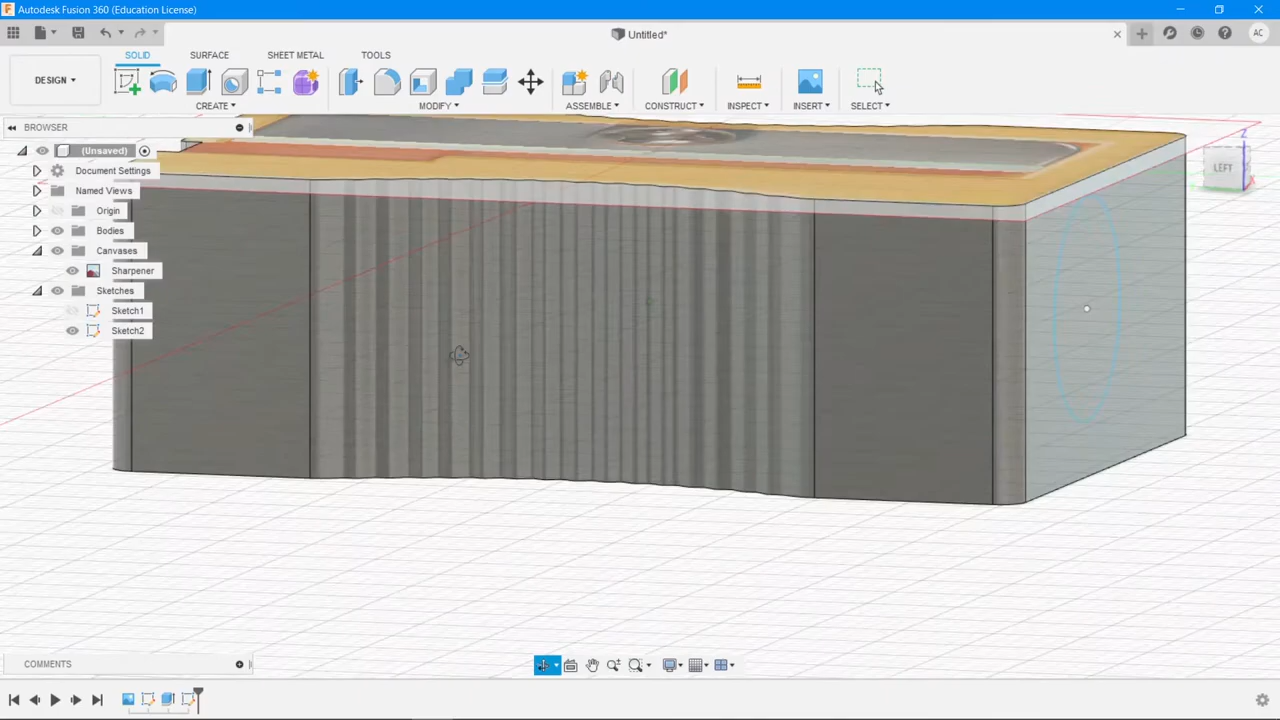 Autodesk Fusion 360 (Education License)
Untitled*
AC
SOLID
SURFACE
SHEET METAL
TOOLS
DESIGN
CREATE
MODIFY
ASSEMBLE
CONSTRUCT
INSPECT
INSERT
SELECT
BROWSER
(Unsaved)
Document Settings
Named Views
Origin
Bodies
Canvases
Sharpener
Sketches
Sketch1
Sketch2
Z
LEFT
COMMENTS